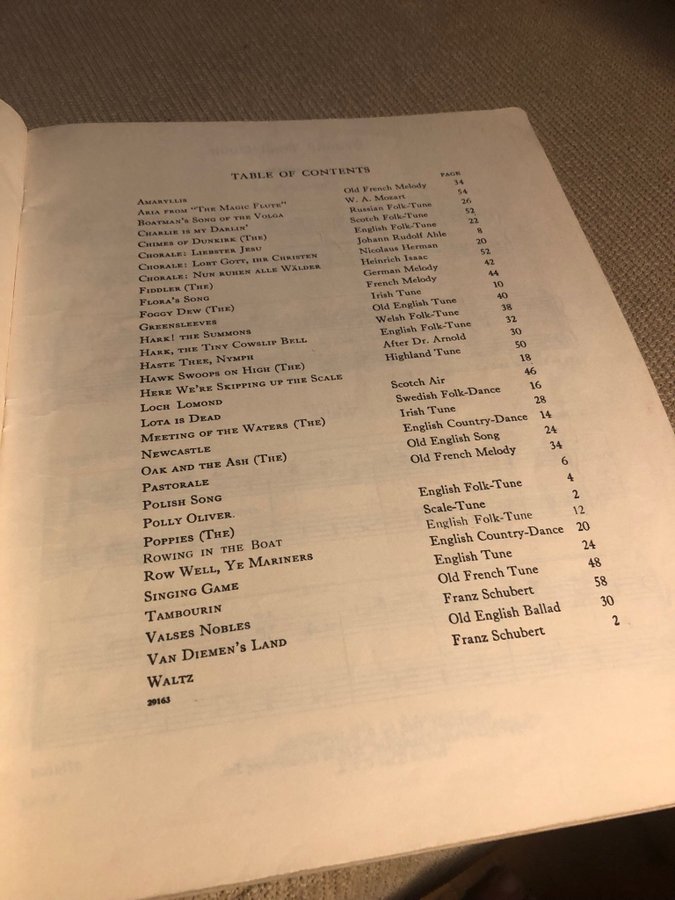 TABLE OF CONTENTS
PAGE
AMARYLLIS Old French Melody 34
ARIA FROM "THE MAGIC FLUTE" W. A. Mozart 54
BOATMAN'S SONG OF THE VOLGA Russian Folk-Tune 26
CHARLIE IS MY DARLIN' Scotch Folk-Tune 52
CHIMES OF DUNKIRK (THE) English Folk-Tune 22
CHORALE: LIEBSTER JESU Johann Rudolf Ahle 8
CHORALE: LOBT GOTT, IHR CHRISTEN Nicolaus Herman 20
CHORALE: NUN RUHEN ALLE WÄLDER Heinrich Isaac 52
FIDDLER (THE) German Melody 42
FLORA'S SONG French Melody 44
FOGGY DEW (THE) Irish Tune 10
GREENSLEEVES Old English Tune 40
HARK! THE SUMMONS Welsh Folk-Tune 38
HARK, THE TINY COWSLIP BELL English Folk-Tune 32
HASTE THEE, NYMPH After Dr. Arnold 30
HAWK SWOOPS ON HIGH (THE) Highland Tune 50
HERE WE'RE SKIPPING UP THE SCALE 18
LOCH LOMOND Scotch Air 46
LOTA IS DEAD Swedish Folk-Dance 16
MEETING OF THE WATERS (THE) Irish Tune 28
NEWCASTLE English Country-Dance 14
OAK AND THE ASH (THE) Old English Song 24
PASTORALE Old French Melody 34
POLISH SONG 6
POLLY OLIVER. English Folk-Tune 4
POPPIES (THE) Scale-Tune 2
ROWING IN THE BOAT English Folk-Tune 12
ROW WELL, YE MARINERS English Country-Dance 20
SINGING GAME English Tune 24
TAMBOURIN Old French Tune 48
VALSES NOBLES Franz Schubert 58
VAN DIEMEN'S LAND Old English Ballad 30
WALTZ Franz Schubert 2
29163